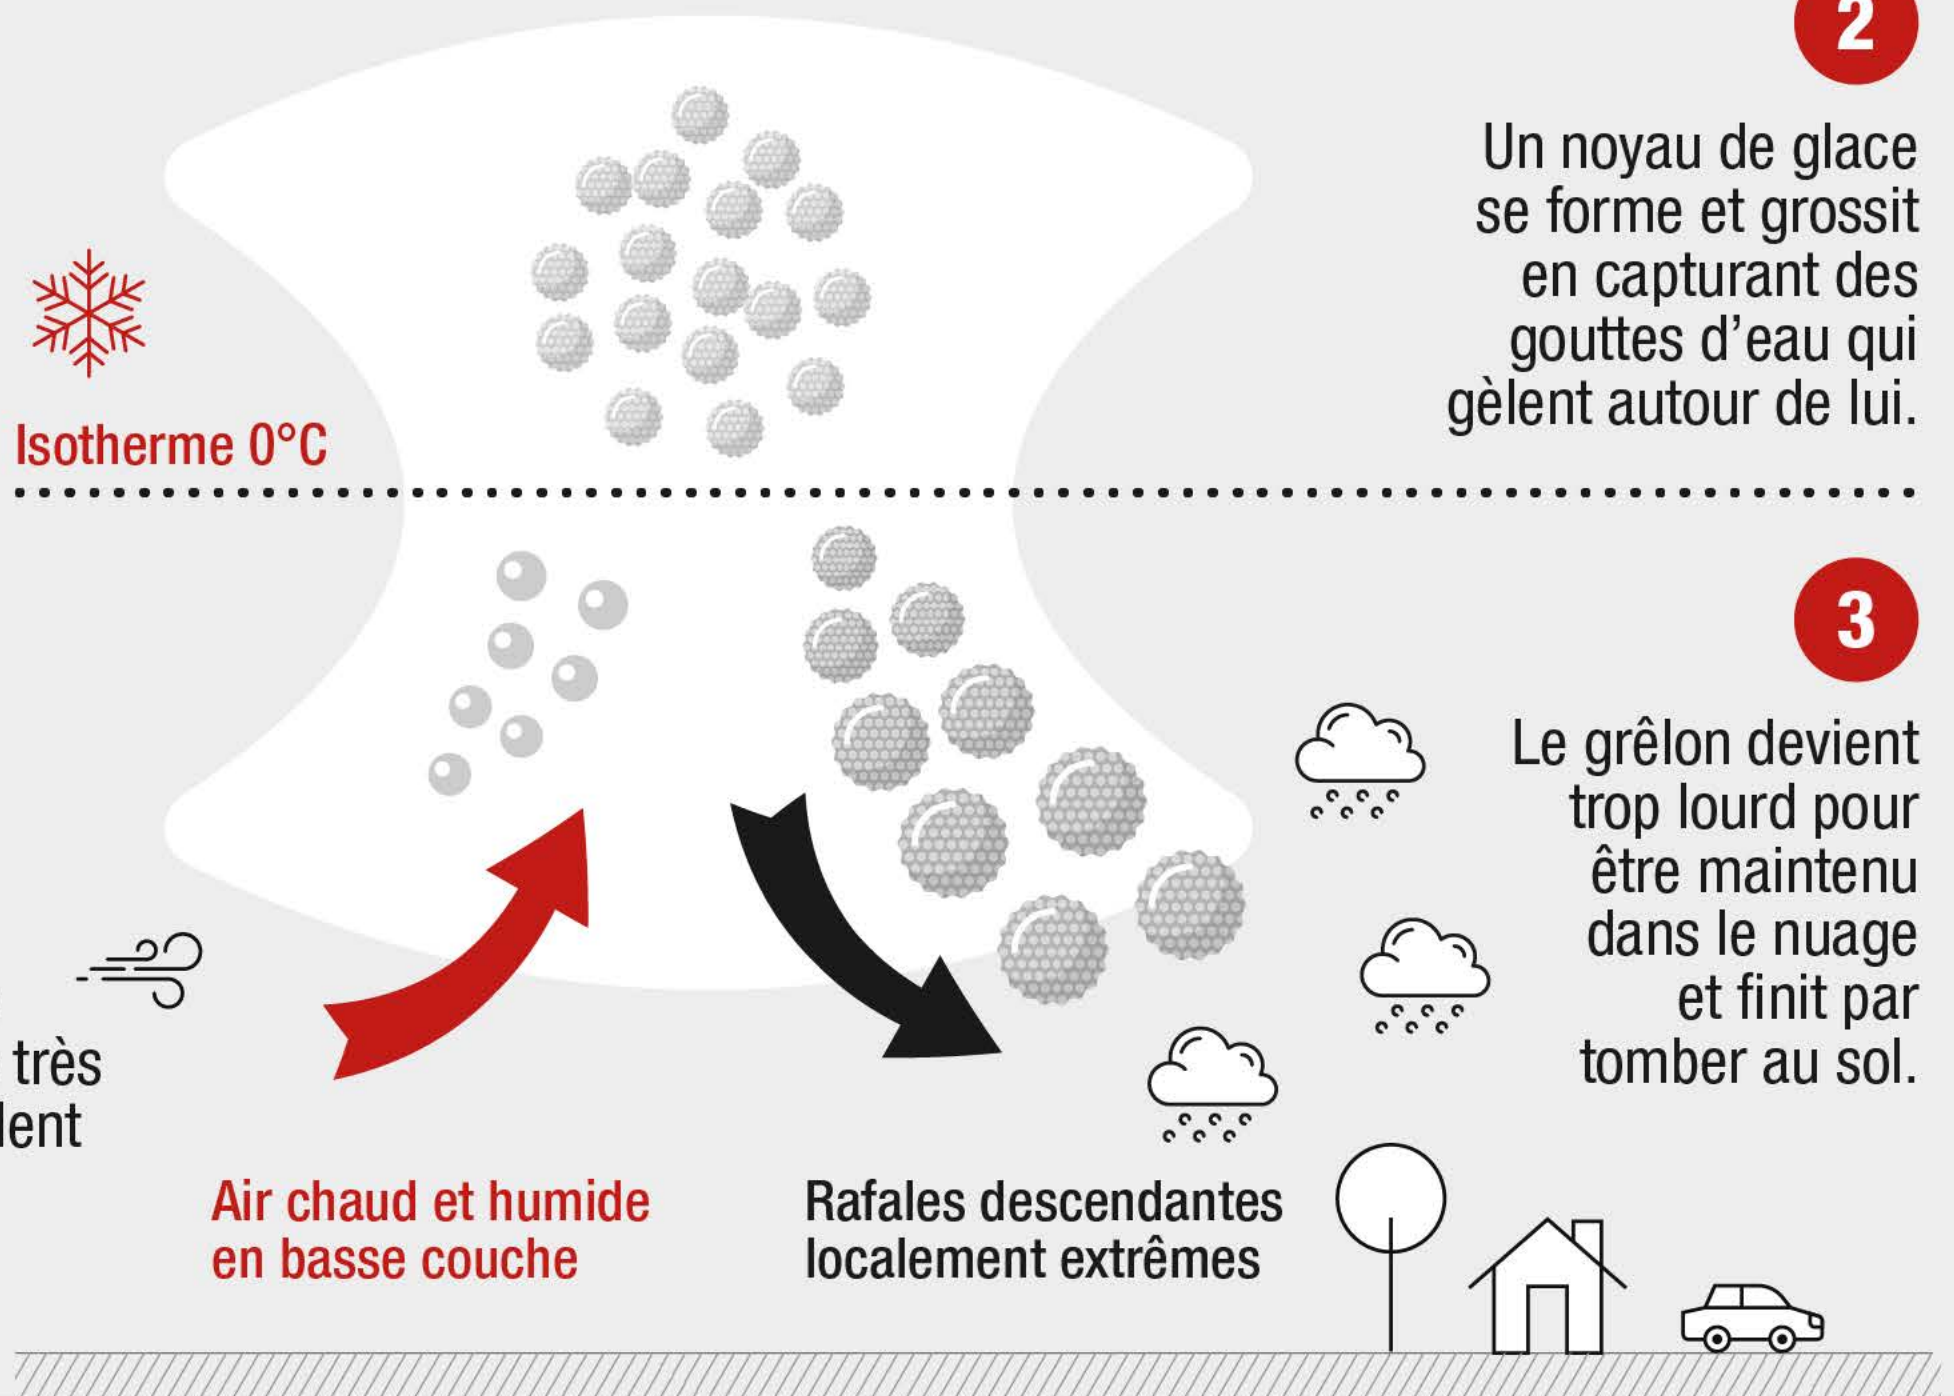 2
Un noyau de glace
se forme et grossit
en capturant des
gouttes d’eau qui
gèlent autour de lui.
Isotherme 0°C
3
Le grêlon devient
trop lourd pour
être maintenu
dans le nuage
et finit par
tomber au sol.
très
lent
Air chaud et humide
en basse couche
Rafales descendantes
localement extrêmes